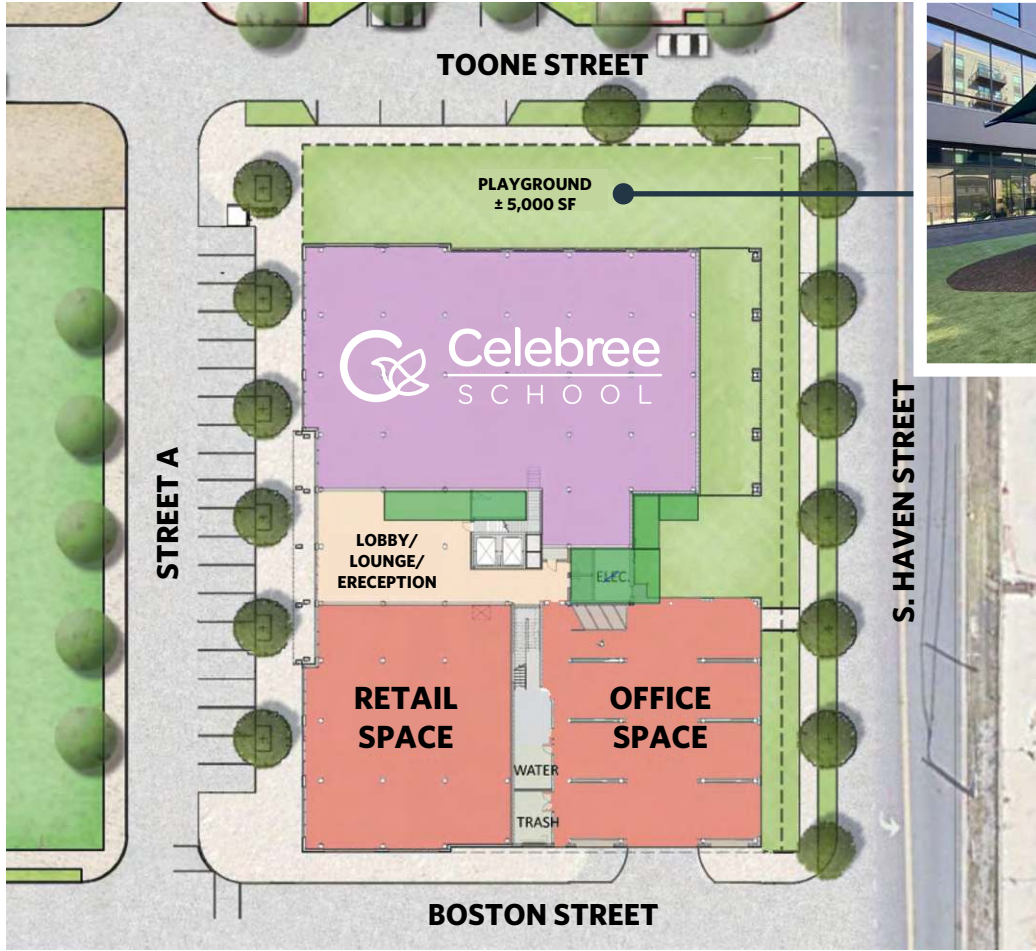 TOONE STREET
PLAYGROUND
± 5,000 SF
Celebree
SCHOOL
STREET A
S. HAVEN STREET
LOBBY/
LOUNGE/
ERECEPTION
ELEC.
RETAIL
SPACE
OFFICE
SPACE
WATER
TRASH
BOSTON STREET